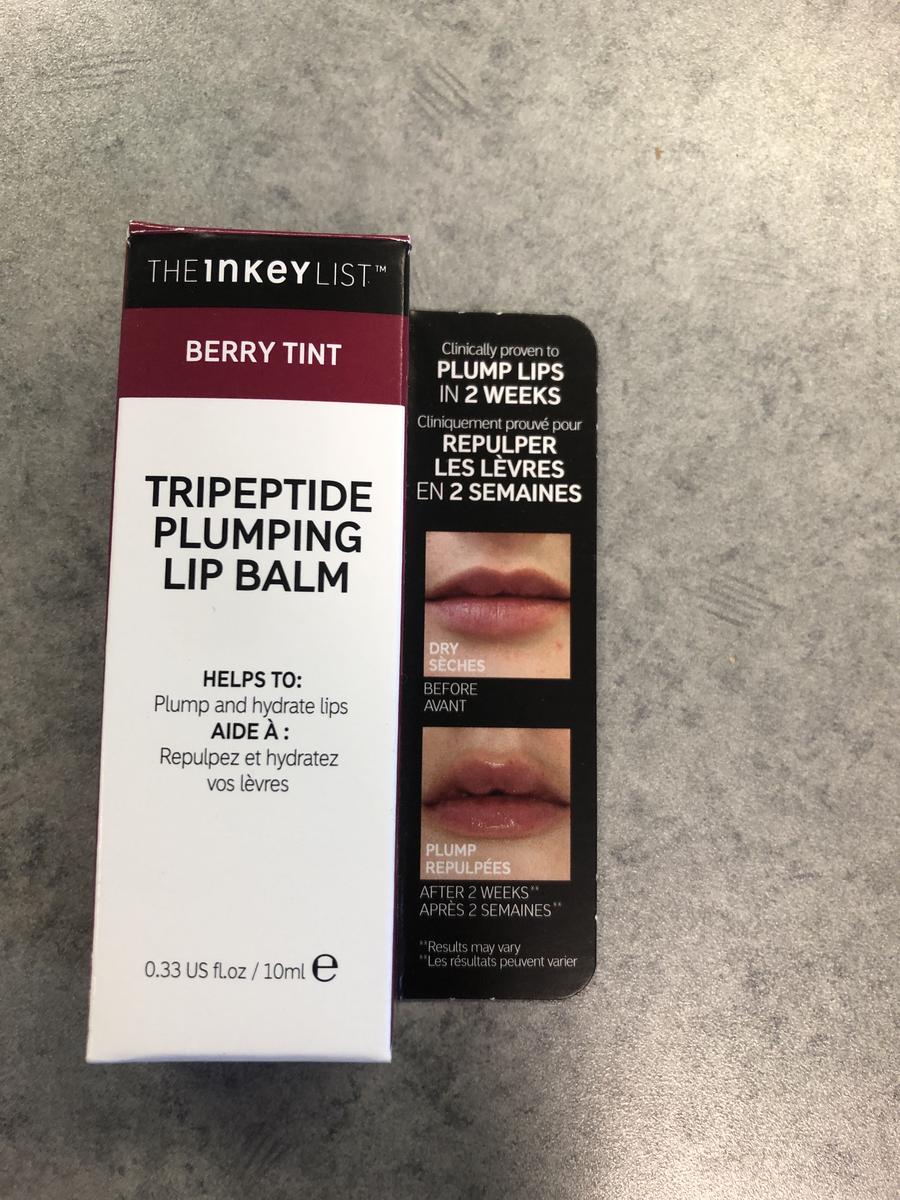 THE INKEY LIST™
BERRY TINT
TRIPEPTIDE
PLUMPING
LIP BALM
HELPS TO:
Plump and hydrate lips
AIDE À :
Repulpez et hydratez
vos lèvres
0.33 US fl.oz / 10ml ℮
Clinically proven to
PLUMP LIPS
IN 2 WEEKS
Cliniquement prouvé pour
REPULPER
LES LÈVRES
EN 2 SEMAINES
DRY
SÈCHES
BEFORE
AVANT
PLUMP
REPULPÉES
AFTER 2 WEEKS**
APRÈS 2 SEMAINES**
**Results may vary
**Les résultats peuvent varier